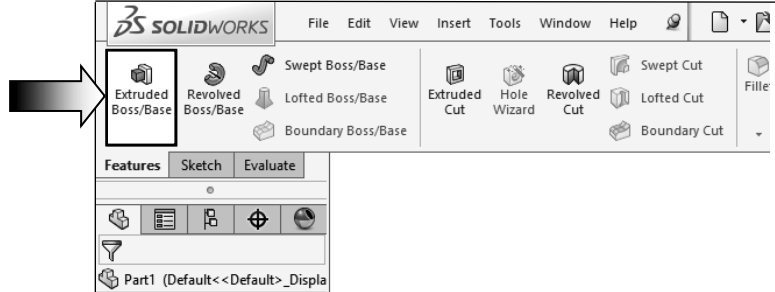 SOLIDWORKS File Edit View Insert Tools Window Help
Extruded Boss/Base
Revolved Boss/Base
Swept Boss/Base
Lofted Boss/Base
Boundary Boss/Base
Extruded Cut
Hole Wizard
Revolved Cut
Swept Cut
Lofted Cut
Boundary Cut
Features Sketch Evaluate
Part1 (Default<<Default>_Displa